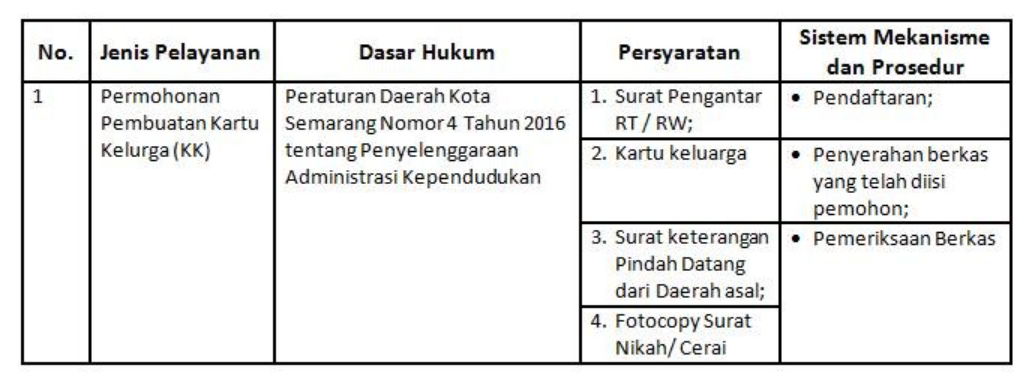 No.
Jenis Pelayanan
Dasar Hukum
Persyaratan
Sistem Mekanisme
dan Prosedur
1
Permohonan
Pembuatan Kartu
Kelurga (KK)
Peraturan Daerah Kota
Semarang Nomor 4 Tahun 2016
tentang Penyelenggaraan
Administrasi Kependudukan
1. Surat Pengantar
RT / RW;
• Pendaftaran;
2. Kartu keluarga
• Penyerahan berkas
yang telah diisi
pemohon;
3. Surat keterangan
Pindah Datang
dari Daerah asal;
• Pemeriksaan Berkas
4. Fotocopy Surat
Nikah/ Cerai